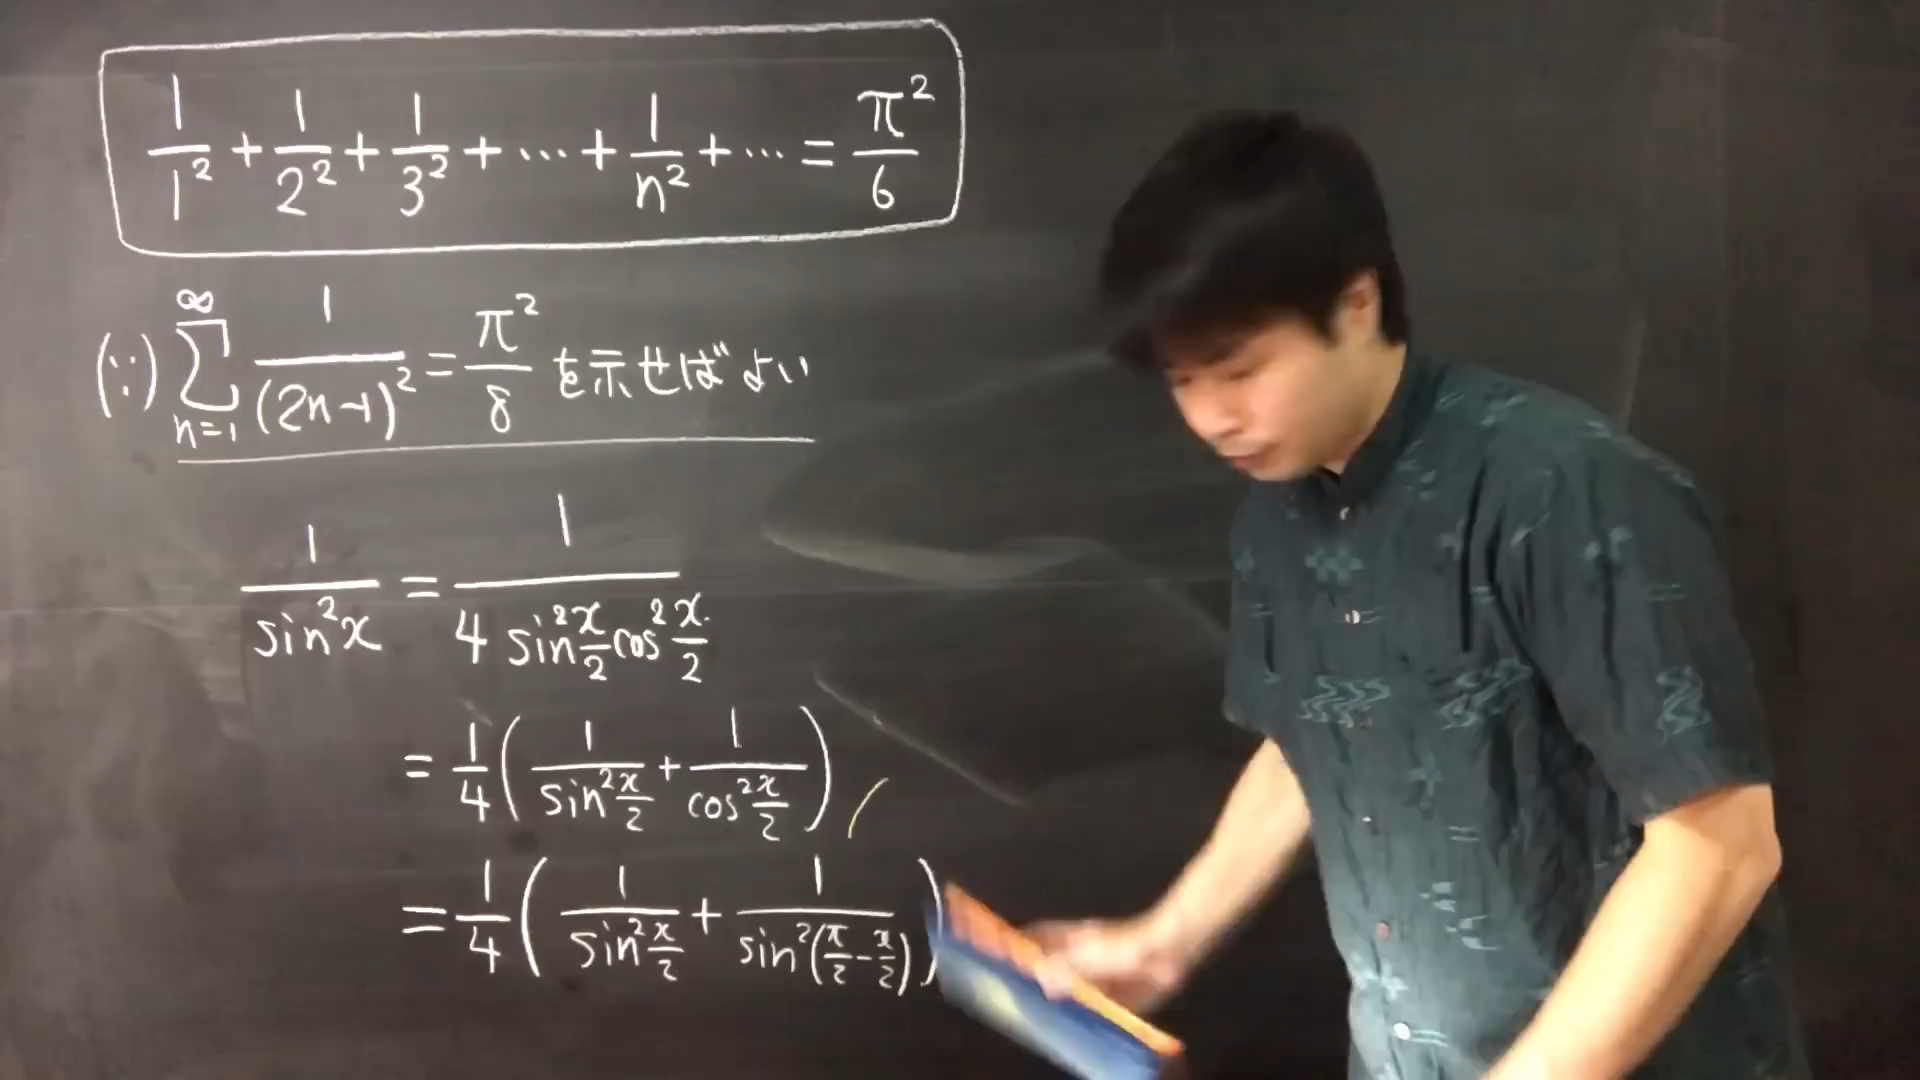 1/1² + 1/2² + 1/3² + ⋯ + 1/n² + ⋯ = π²/6
(∵) ∑_{n=1}^{∞} 1/(2n-1)² = π²/8 を示せばよい
1/sin²x = 1/(4 sin² x/2 cos² x/2)
= 1/4 ( 1/(sin² x/2) + 1/(cos² x/2) )
= 1/4 ( 1/(sin² x/2) + 1/(sin² (π/2 - x/2)) )